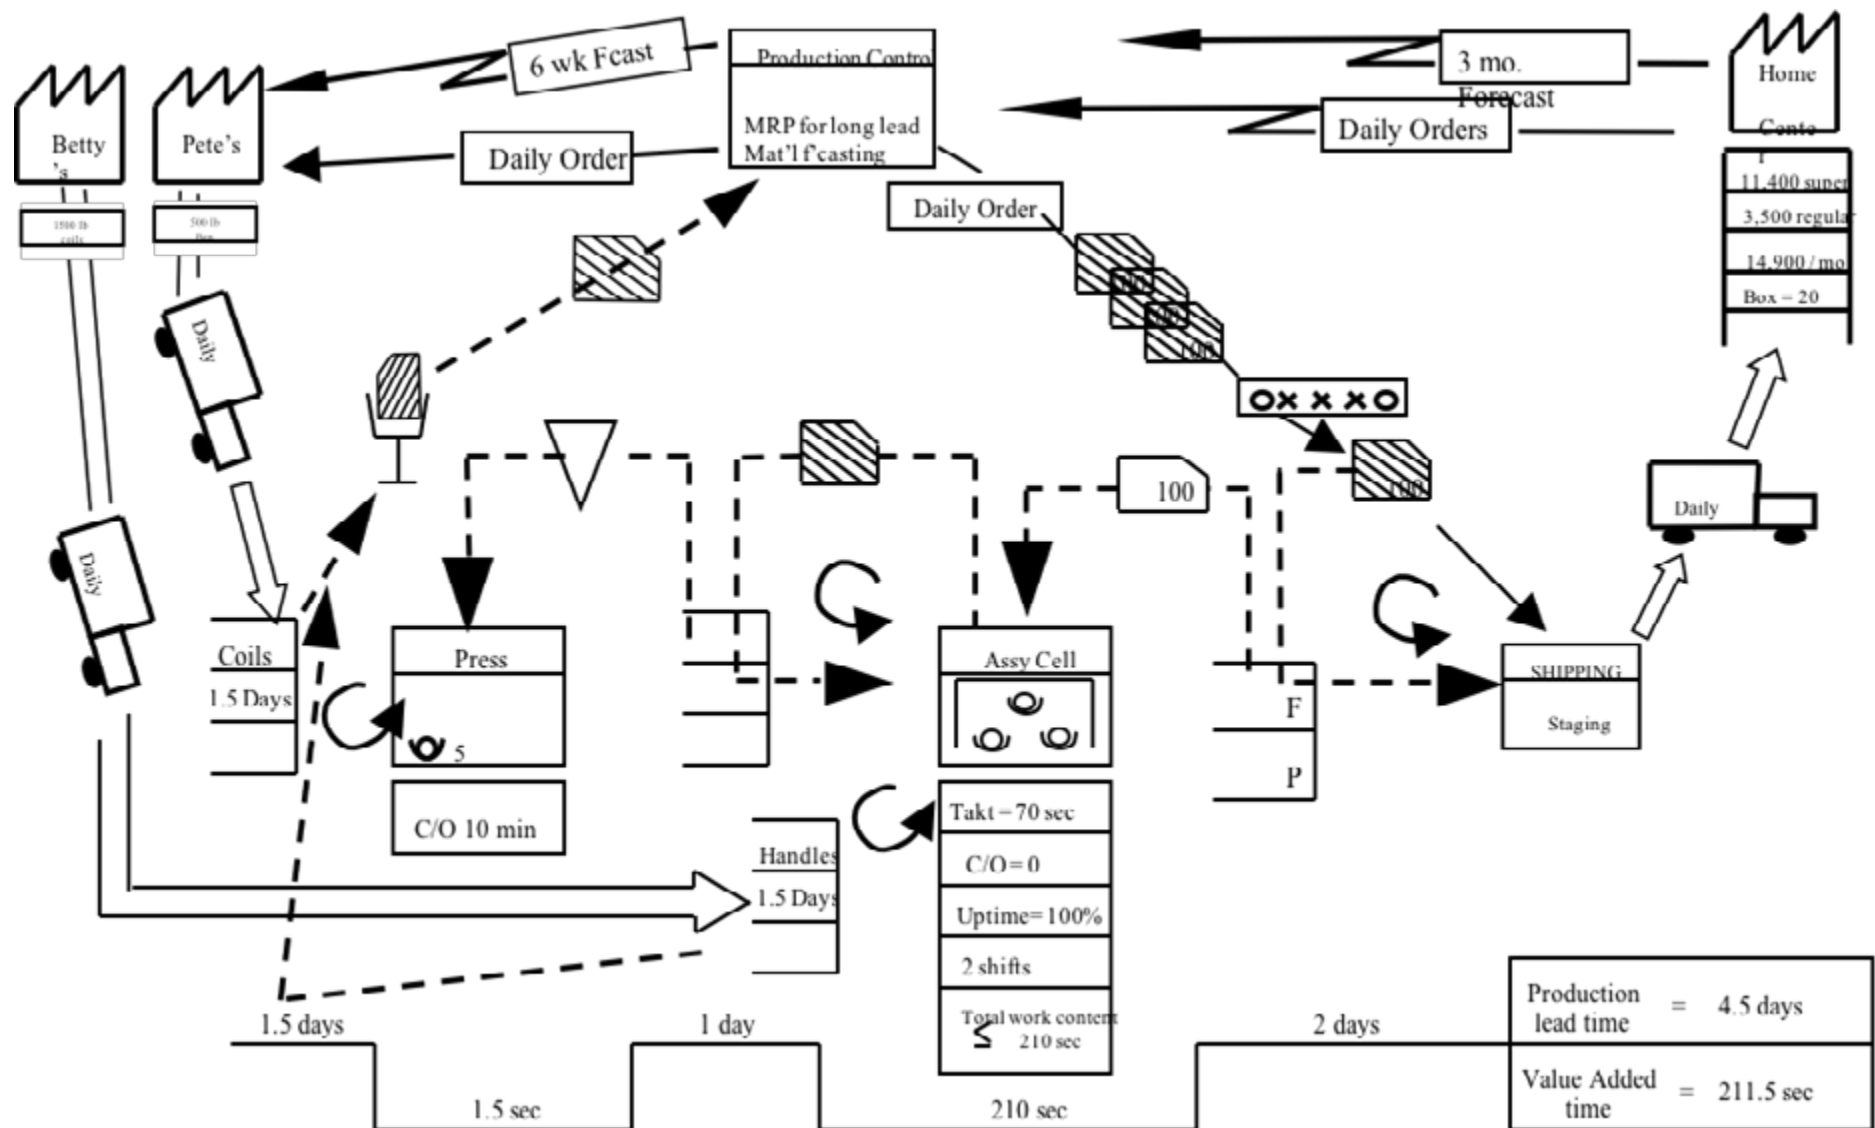 6 wk Fcast
Production Contro
3 mo.
Forecast
Home
Cente
r
Betty
's
Pete's
Daily Order
MRP for long lead
Mat'l f'casting
Daily Orders
11,400 super
3,500 regular
14,900 / mo
Box = 20
1500 lb
coils
500 lb
Daily Order
Daily
100
100
100
100
100
Daily
Daily
Coils
1.5 Days
Press
5
C/O 10 min
Assy Cell
F
P
SHIPPING
Staging
Handles
1.5 Days
Takt = 70 sec
C/O = 0
Uptime= 100%
2 shifts
Total work content
≤ 210 sec
1.5 days
1 day
2 days
1.5 sec
210 sec
Production
lead time = 4.5 days
Value Added
time = 211.5 sec